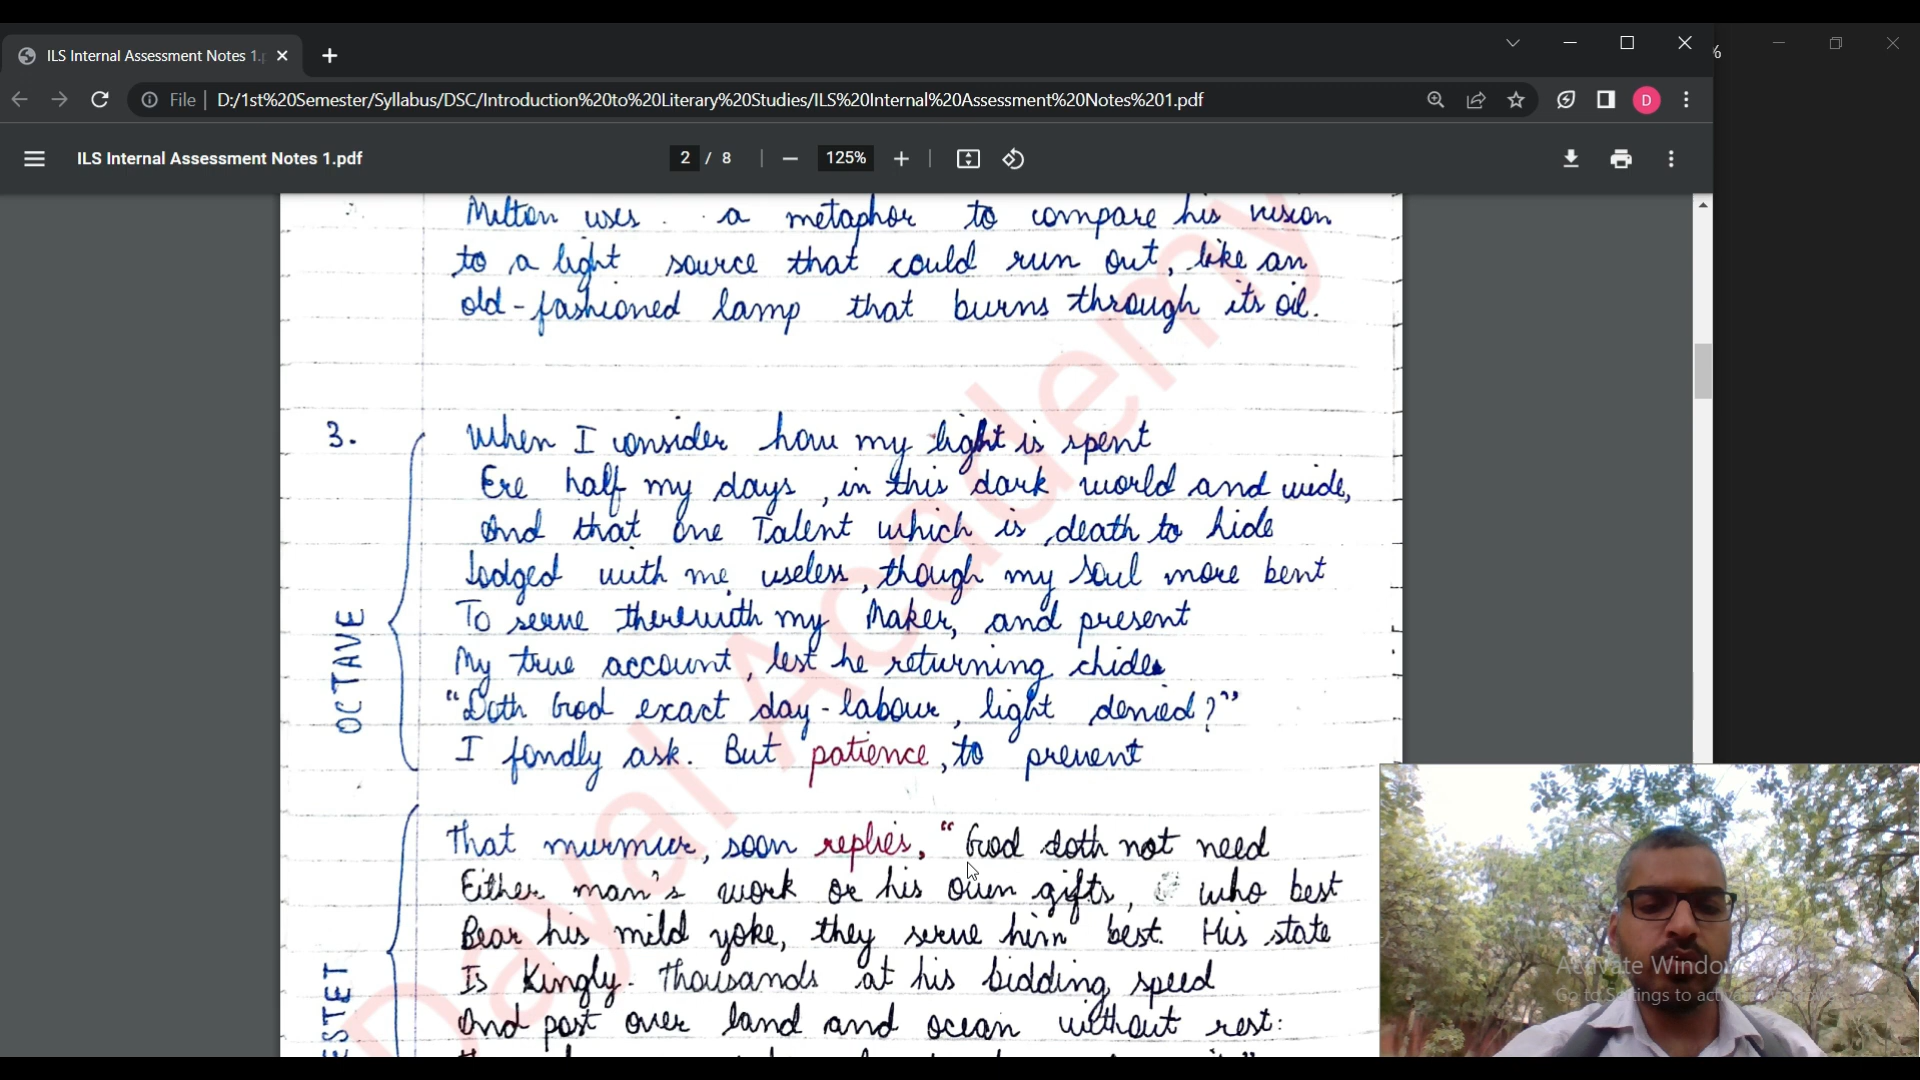 ILS Internal Assessment Notes 1.p
File | D:/1st%20Semester/Syllabus/DSC/Introduction%20to%20Literary%20Studies/ILS%20Internal%20Assessment%20Notes%201.pdf
D
%
ILS Internal Assessment Notes 1.pdf
2 / 8
125%
Milton uses a metaphor to compare his vision
to a light source that could run out, like an
old-fashioned lamp that burns through its oil.
3. When I consider how my light is spent
Ere half my days, in this dark world and wide,
And that one Talent which is death to hide
lodged with me useless, though my Soul more bent
To serve therewith my Maker, and present
My true account, lest he returning chide
"Doth God exact day-labour, light denied?"
I fondly ask. But patience, to prevent
OCTAVE
That murmur, soon replies, "God doth not need
Either man's work or his own gifts, who best
Bear his mild yoke, they serve him best. His state
Is Kingly. Thousands at his bidding speed
And post over land and ocean without rest:
ESTET
Dayal Academy
Activate Windows
Go to Settings to activate Windows.